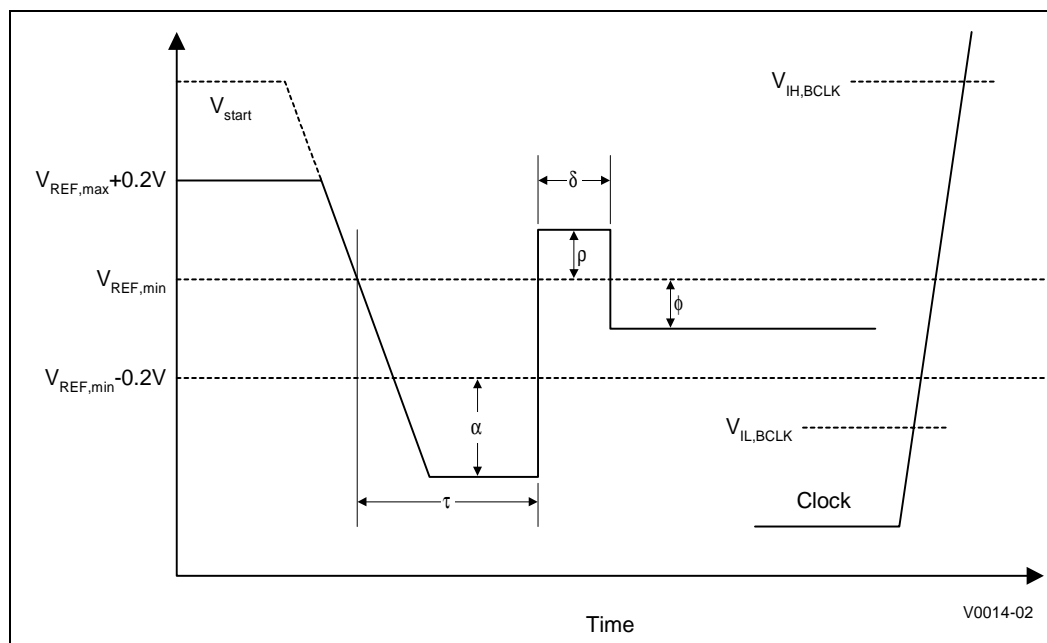 V_start
V_IH,BCLK
V_REF,max+0.2V
δ
ρ
V_REF,min
ϕ
V_REF,min-0.2V
α
V_IL,BCLK
τ
Clock
Time
V0014-02